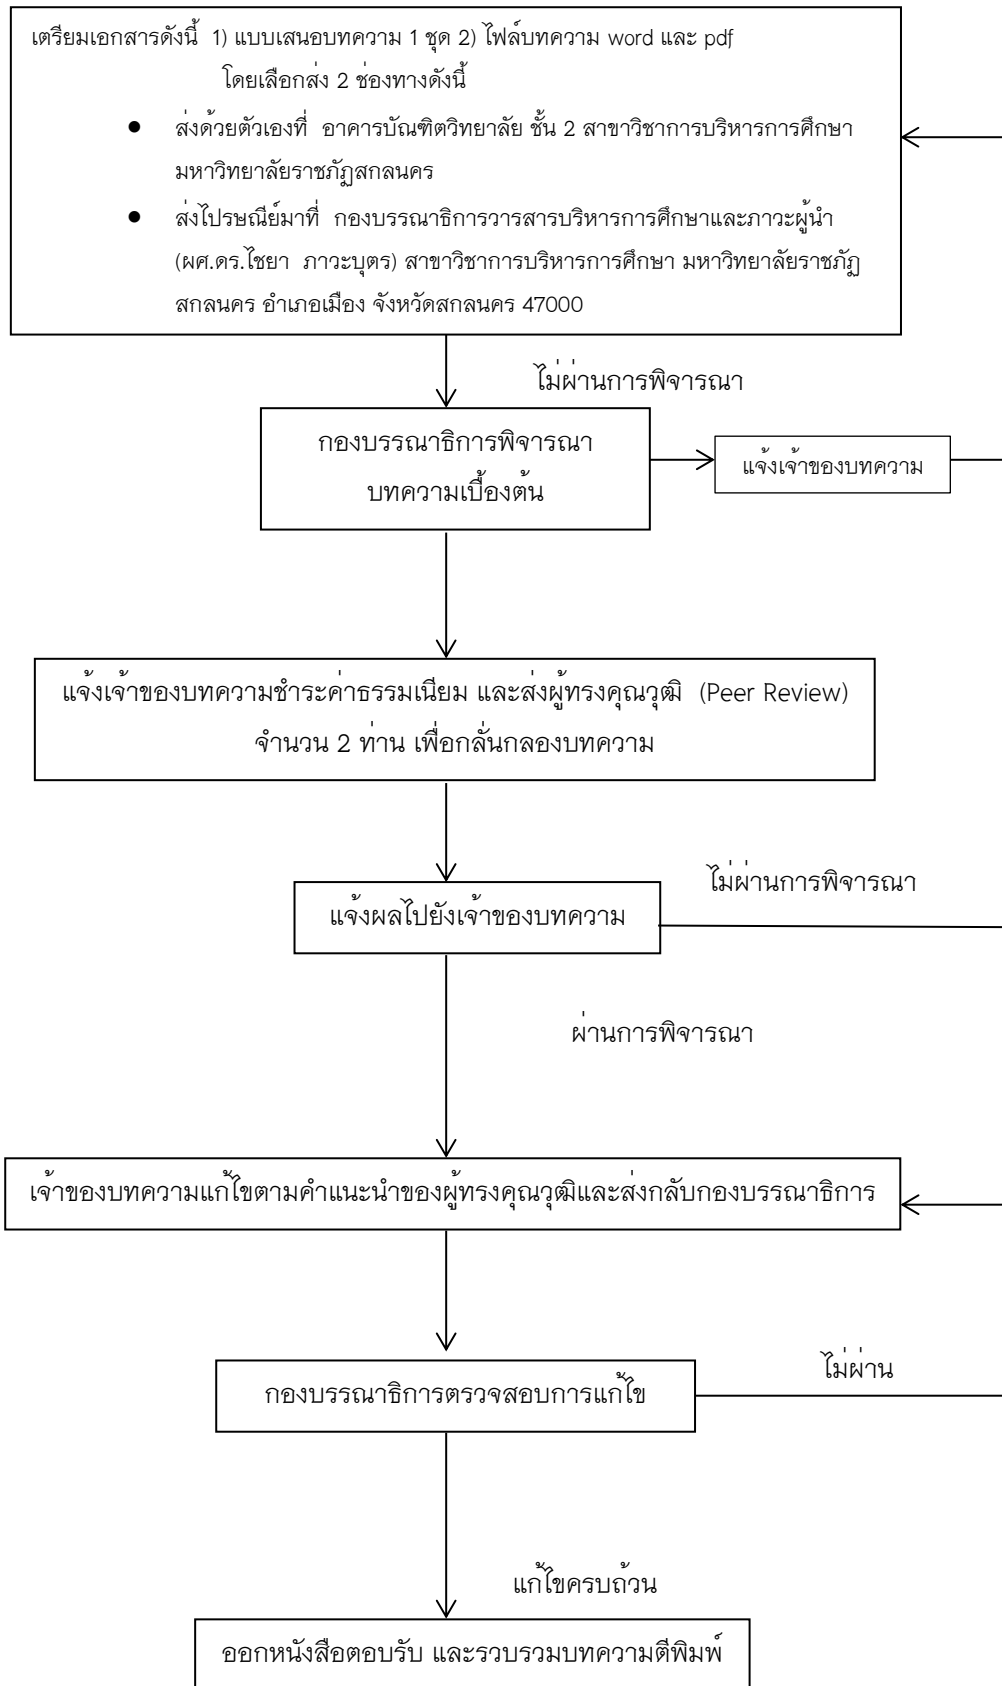 เตรียมเอกสารดังนี้  1) แบบเสนอบทความ 1 ชุด 2) ไฟล์บทความ word และ pdf
โดยเลือกส่ง 2 ช่องทางดังนี้
● ส่งด้วยตัวเองที่  อาคารบัณฑิตวิทยาลัย ชั้น 2 สาขาวิชาการบริหารการศึกษา
มหาวิทยาลัยราชภัฏสกลนคร
● ส่งไปรษณีย์มาที่  กองบรรณาธิการวารสารบริหารการศึกษาและภาวะผู้นำ
(ผศ.ดร.ไชยา  ภาวะบุตร) สาขาวิชาการบริหารการศึกษา มหาวิทยาลัยราชภัฏ
สกลนคร อำเภอเมือง จังหวัดสกลนคร 47000
ไม่ผ่านการพิจารณา
กองบรรณาธิการพิจารณา
บทความเบื้องต้น
แจ้งเจ้าของบทความ
แจ้งเจ้าของบทความชำระค่าธรรมเนียม และส่งผู้ทรงคุณวุฒิ  (Peer Review)
จำนวน 2 ท่าน เพื่อกลั่นกลองบทความ
ไม่ผ่านการพิจารณา
แจ้งผลไปยังเจ้าของบทความ
ผ่านการพิจารณา
เจ้าของบทความแก้ไขตามคำแนะนำของผู้ทรงคุณวุฒิและส่งกลับกองบรรณาธิการ
ไม่ผ่าน
กองบรรณาธิการตรวจสอบการแก้ไข
แก้ไขครบถ้วน
ออกหนังสือตอบรับ และรวบรวมบทความตีพิมพ์